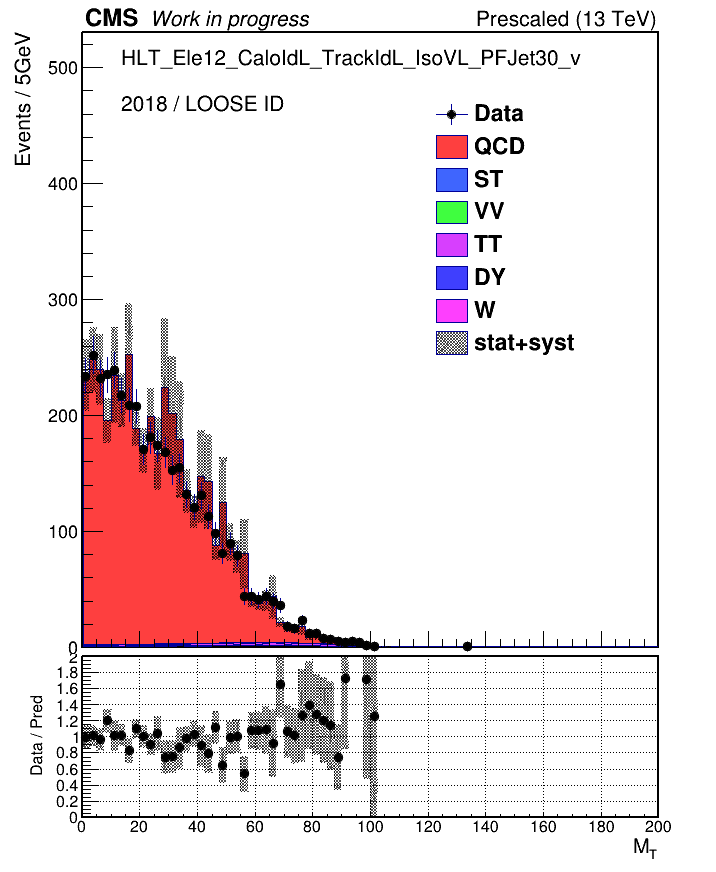 CMS Work in progress Prescaled (13 TeV)
Events / 5GeV
HLT_Ele12_CaloIdL_TrackIdL_IsoVL_PFJet30_v
2018 / LOOSE ID
500
400
300
200
100
0
Data
QCD
ST
VV
TT
DY
W
stat+syst
Data / Pred
2
1.8
1.6
1.4
1.2
1
0.8
0.6
0.4
0.2
0
0 20 40 60 80 100 120 140 160 180 200
M_T